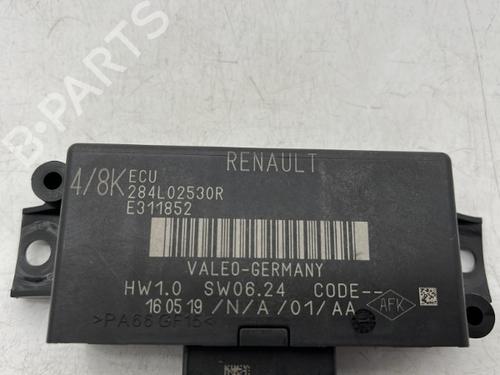 B-PARTS
RENAULT
4/8K ECU
284L02530R
E311852
VALEO-GERMANY
HW1.0 SW06.24 CODE--
16 05 19 /N/A/01/AA
AFK
>PA66 GF15<